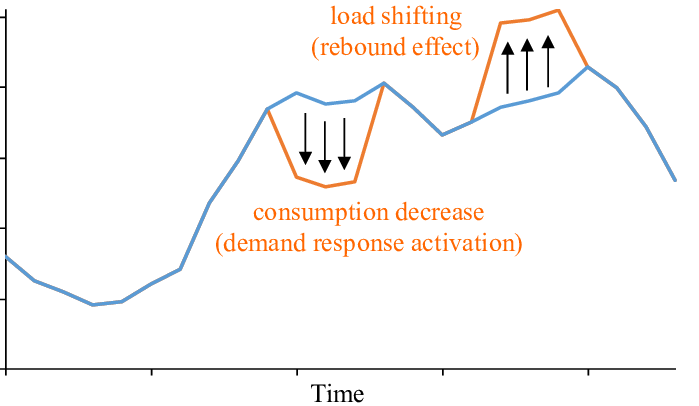 load shifting
(rebound effect)
consumption decrease
(demand response activation)
Time